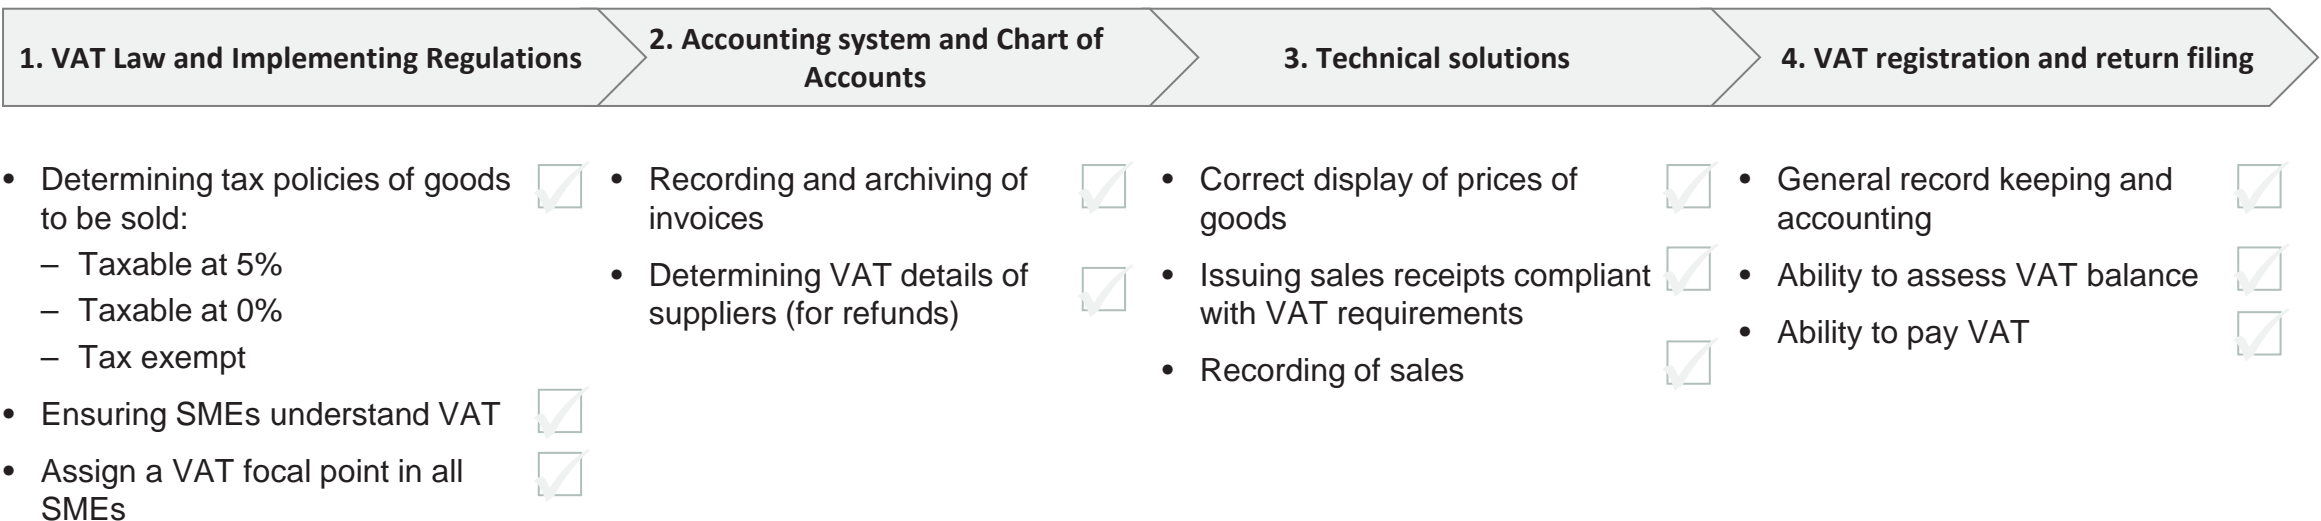 1. VAT Law and Implementing Regulations
2. Accounting system and Chart of
Accounts
3. Technical solutions
4. VAT registration and return filing
• Determining tax policies of goods
to be sold:
– Taxable at 5%
– Taxable at 0%
– Tax exempt
• Ensuring SMEs understand VAT
• Assign a VAT focal point in all
SMEs
• Recording and archiving of
invoices
• Determining VAT details of
suppliers (for refunds)
• Correct display of prices of
goods
• Issuing sales receipts compliant
with VAT requirements
• Recording of sales
• General record keeping and
accounting
• Ability to assess VAT balance
• Ability to pay VAT